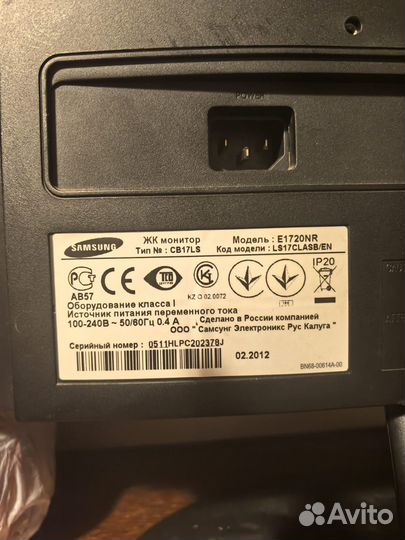 POWER
SAMSUNG
ЖК монитор
Тип № : CB17LS
Модель : E1720NR
Код модели : LS17CLASB/EN
IP20
АВ57
TCO
KZ.O.02.0072
Оборудование класса I
Источник питания переменного тока
100-240В ~ 50/60Гц 0.4 А
Сделано в России компанией
ООО " Самсунг Электроникс Рус Калуга "
Серийный номер : 0511HLPC202378J
02.2012
BN68-00614A-00
Avito